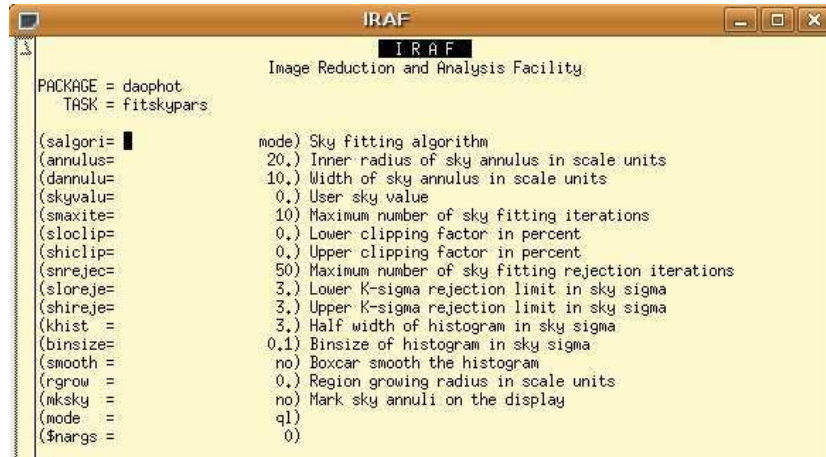 IRAF
I R A F
Image Reduction and Analysis Facility
PACKAGE = daophot
TASK = fitskypars
(salgori= mode) Sky fitting algorithm
(annulus= 20.) Inner radius of sky annulus in scale units
(dannulu= 10.) Width of sky annulus in scale units
(skyvalu= 0.) User sky value
(smaxite= 10) Maximum number of sky fitting iterations
(sloclip= 0.) Lower clipping factor in percent
(shiclip= 0.) Upper clipping factor in percent
(snrejec= 50) Maximum number of sky fitting rejection iterations
(sloreje= 3.) Lower K-sigma rejection limit in sky sigma
(shireje= 3.) Upper K-sigma rejection limit in sky sigma
(khist = 3.) Half width of histogram in sky sigma
(binsize= 0.1) Binsize of histogram in sky sigma
(smooth = no) Boxcar smooth the histogram
(rgrow = 0.) Region growing radius in scale units
(mksky = no) Mark sky annuli on the display
(mode = ql)
($nargs = 0)